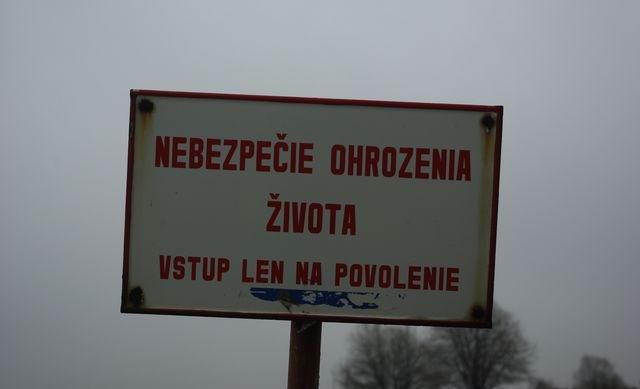 NEBEZPEČIE OHROZENIA
ŽIVOTA
VSTUP LEN NA POVOLENIE